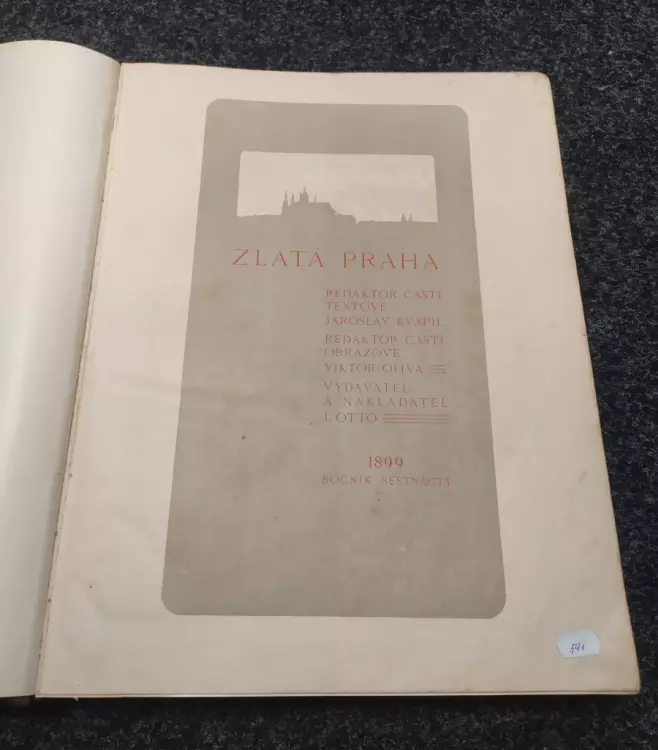 ZLATÁ PRAHA
REDAKTOR ČÁSTI
TEXTOVÉ
JAROSLAV KVAPIL
REDAKTOR ČÁSTI
OBRAZOVÉ
VIKTOR OLIVA
VYDAVATEL
A NAKLADATEL
J. OTTO
1899
ROČNÍK ŠESTNÁCTÝ